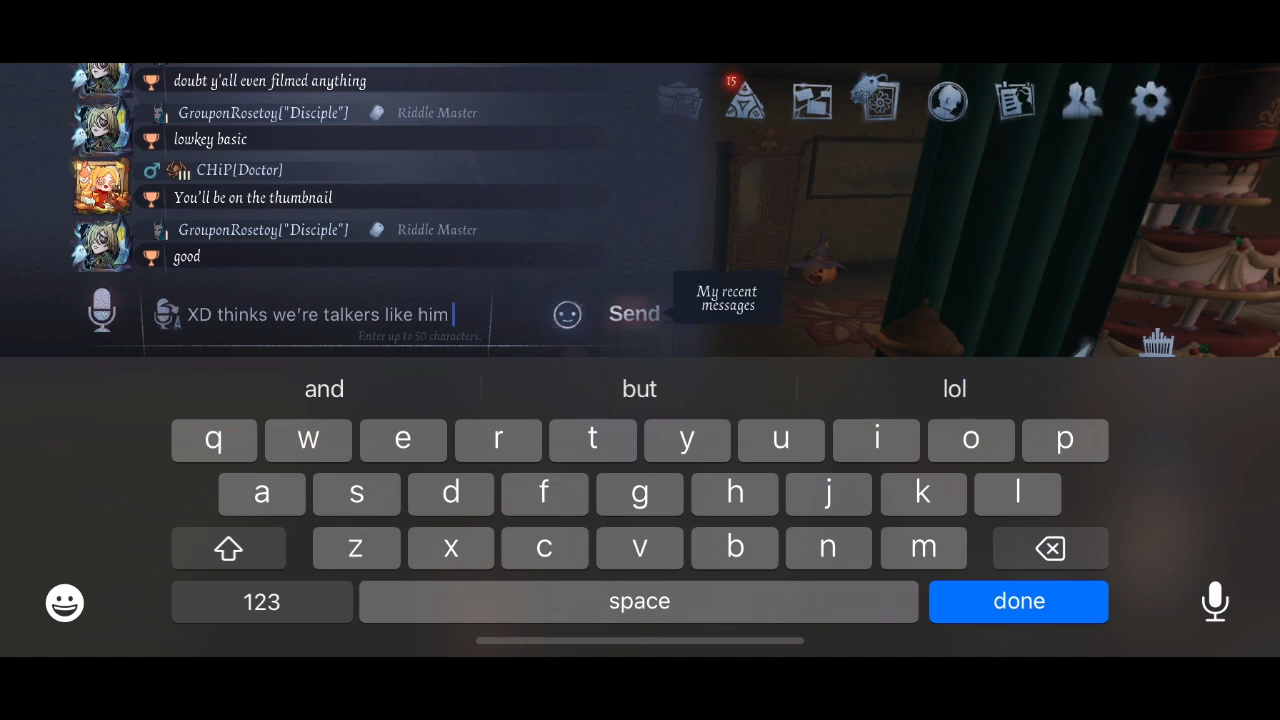 doubt y'all even filmed anything
GrouponRosetoy["Disciple"] Riddle Master
lowkey basic
CHiP[Doctor]
You'll be on the thumbnail
GrouponRosetoy["Disciple"] Riddle Master
good
XD thinks we're talkers like him
Enter up to 50 characters.
Send
My recent
messages
15
and but lol
q w e r t y u i o p
a s d f g h j k l
z x c v b n m
123 space done